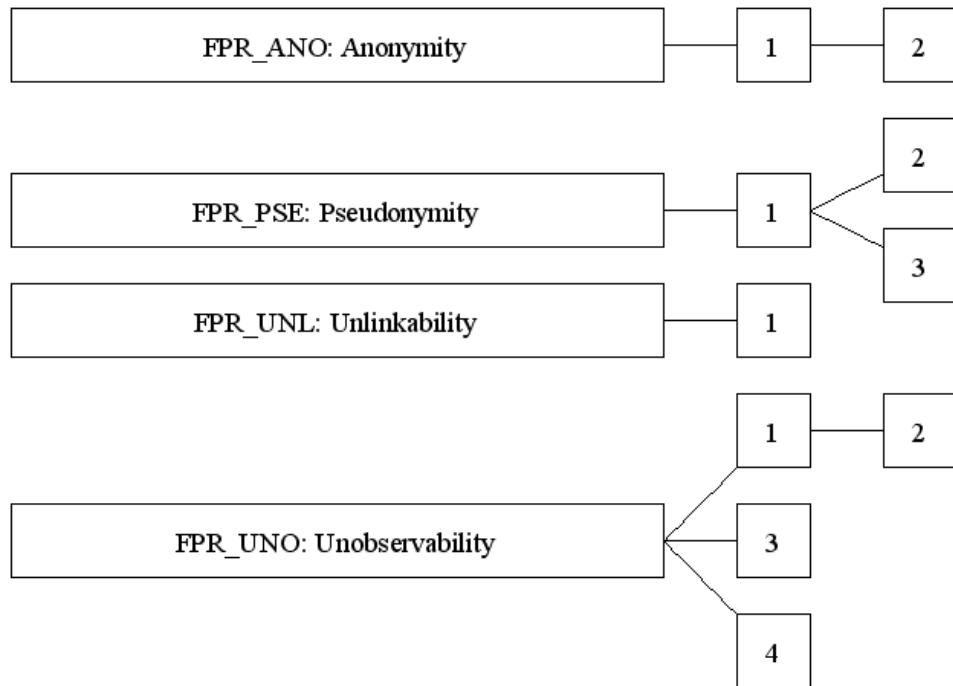 FPR_ANO: Anonymity 1 2
2
FPR_PSE: Pseudonymity 1
3
FPR_UNL: Unlinkability 1
1 2
FPR_UNO: Unobservability 3
4